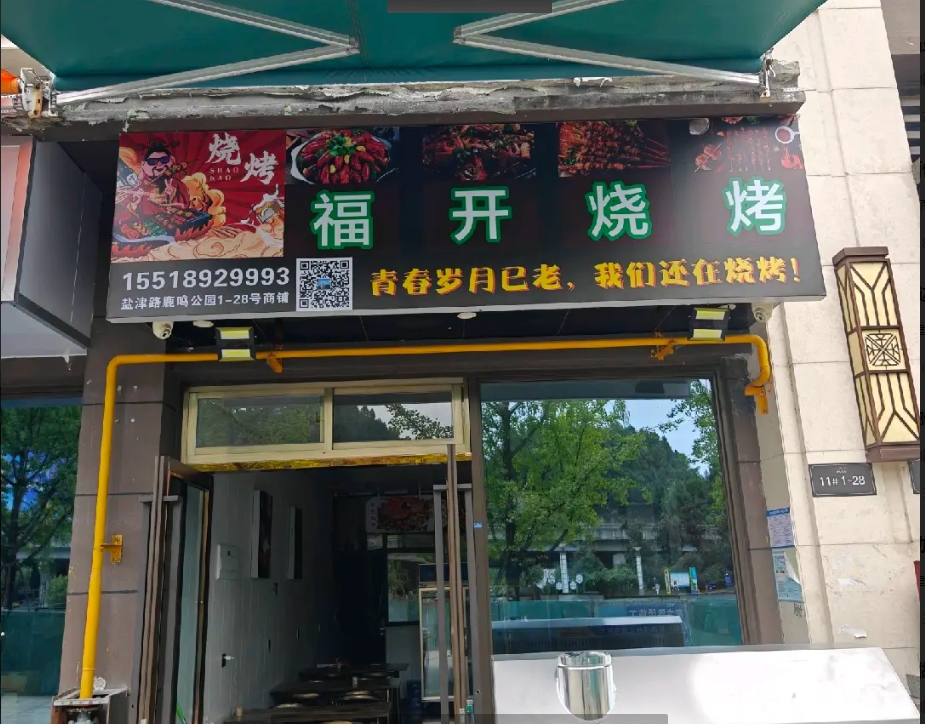 烧烤
SHAO
KAO
福开烧烤
15518929993
盐津路鹿鸣公园1-28号商铺
青春岁月已老，我们还在烧烤！
11# 1-28